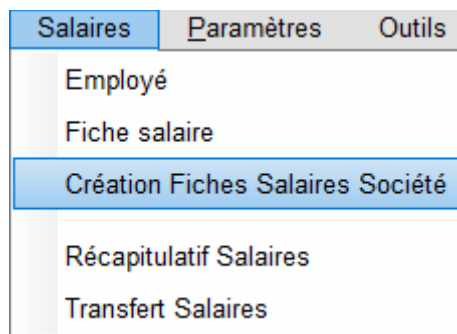 Salaires Paramètres Outils
Employé
Fiche salaire
Création Fiches Salaires Société
Récapitulatif Salaires
Transfert Salaires